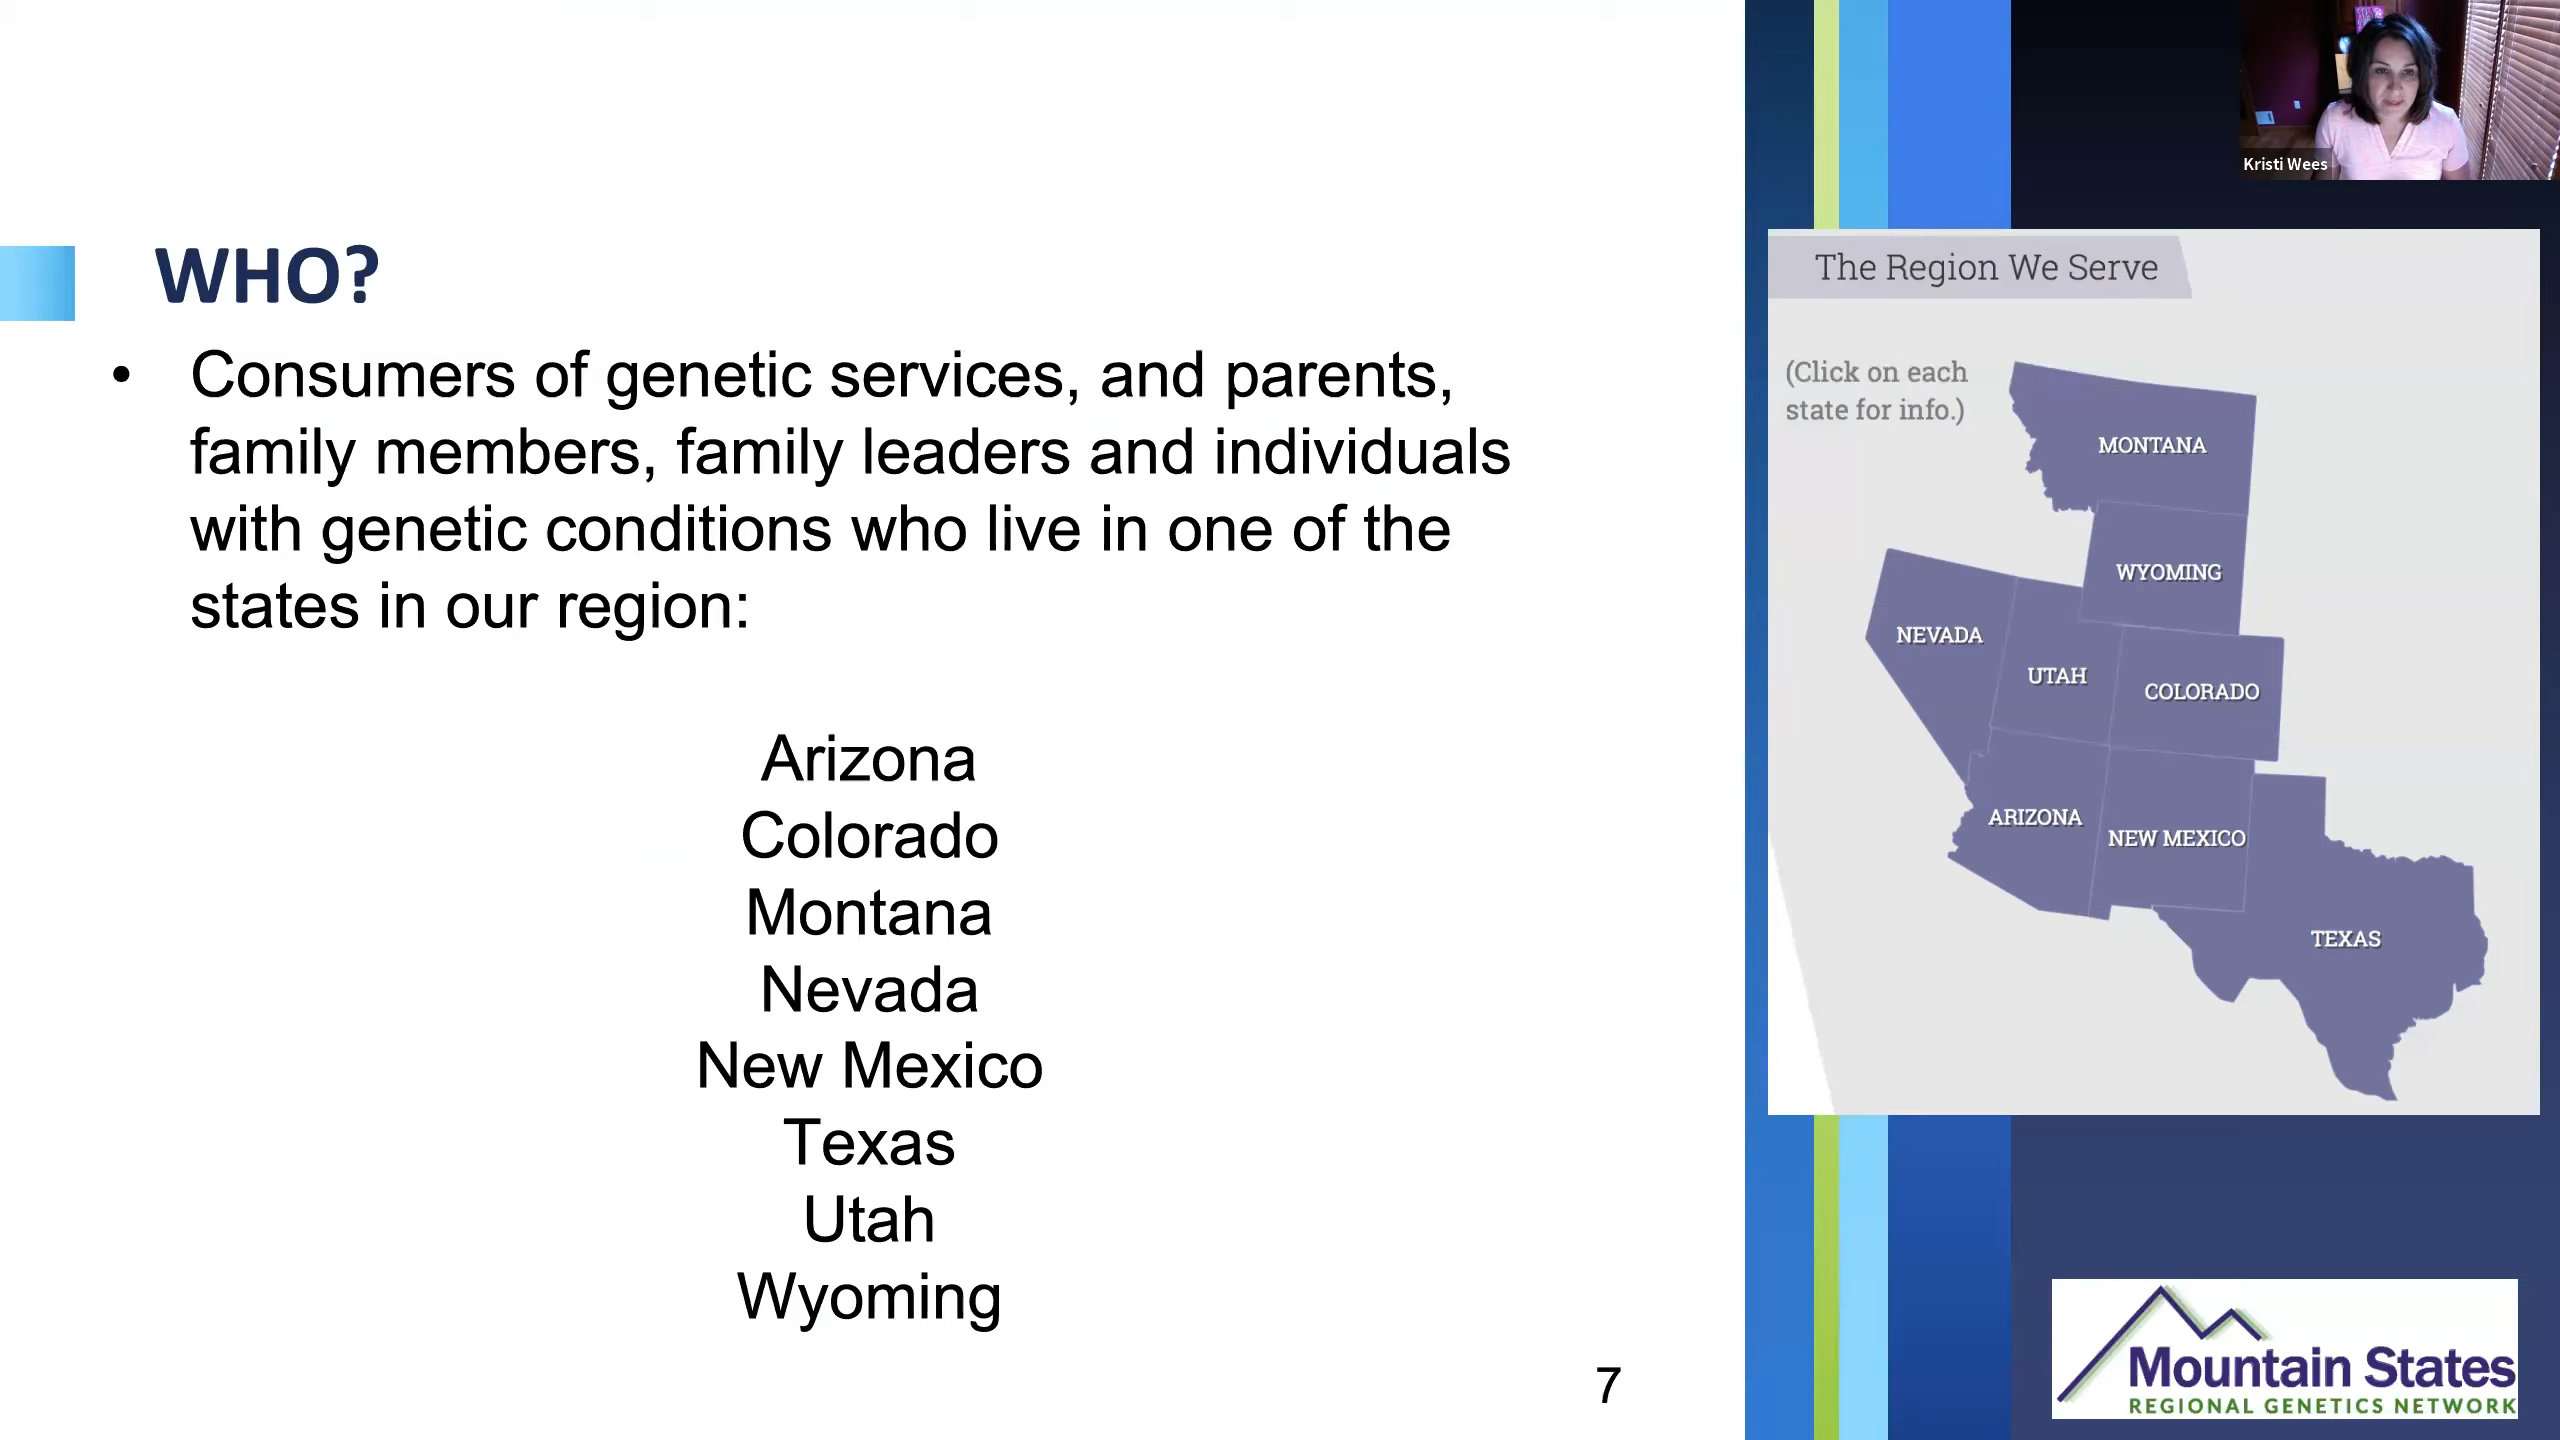 Kristi Wees
WHO?
• Consumers of genetic services, and parents,
family members, family leaders and individuals
with genetic conditions who live in one of the
states in our region:
Arizona
Colorado
Montana
Nevada
New Mexico
Texas
Utah
Wyoming
7
The Region We Serve
(Click on each
state for info.)
MONTANA
WYOMING
NEVADA
UTAH
COLORADO
ARIZONA
NEW MEXICO
TEXAS
Mountain States
REGIONAL GENETICS NETWORK